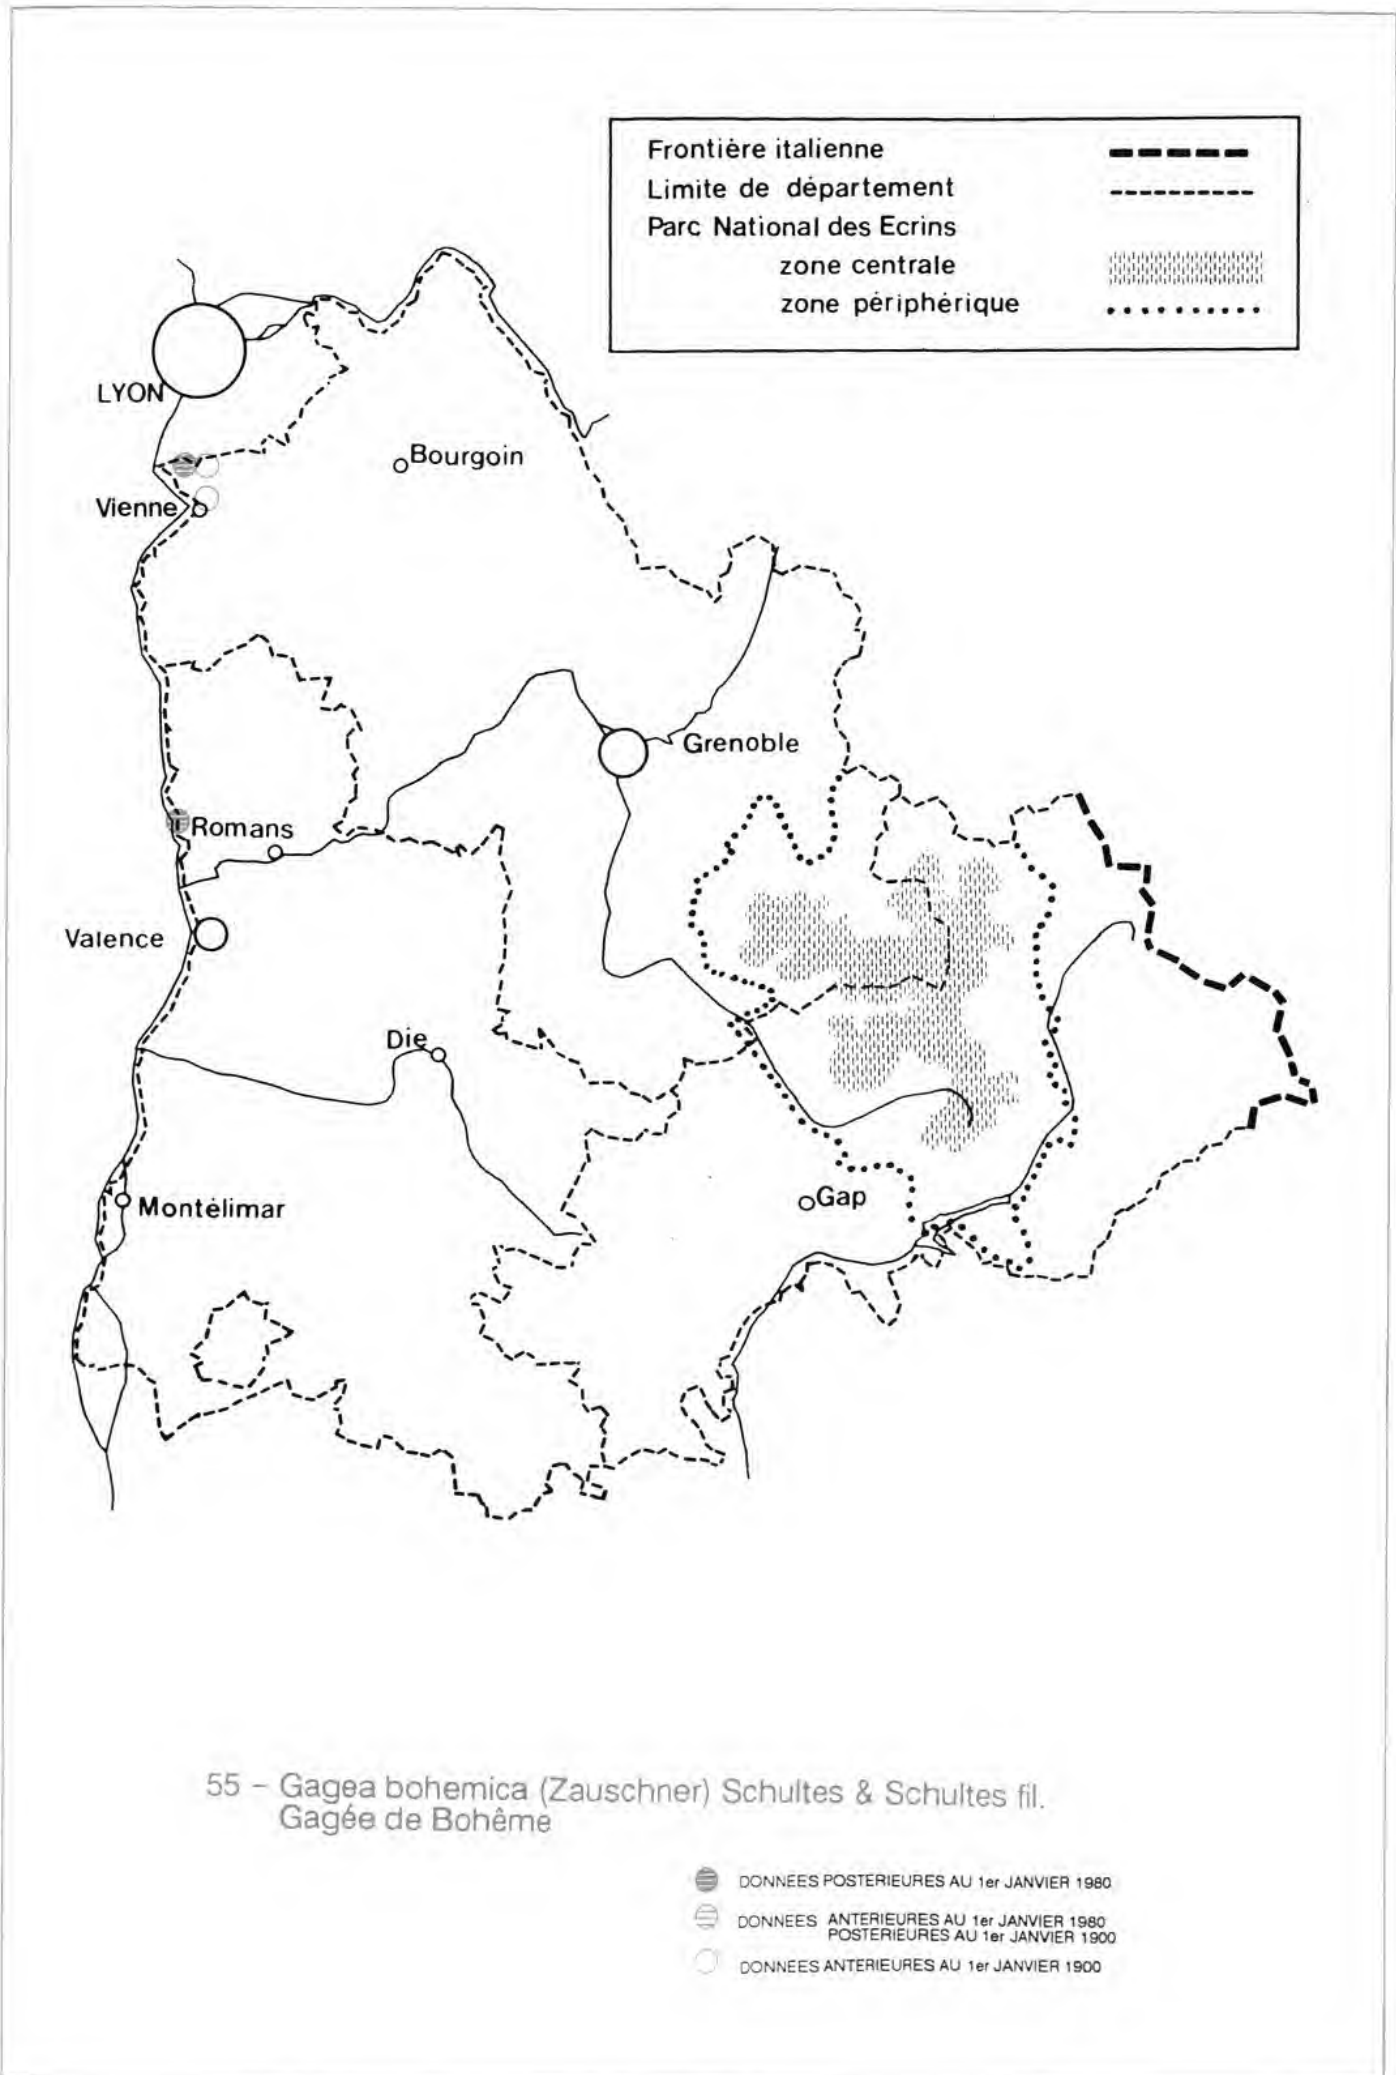 Frontière italienne
Limite de département
Parc National des Ecrins
zone centrale
zone périphérique
LYON
Bourgoin
Vienne
Grenoble
Romans
Valence
Die
Gap
Montélimar
55 – Gagea bohemica (Zauschner) Schultes & Schultes fil.
Gagée de Bohême
DONNEES POSTERIEURES AU 1er JANVIER 1980
DONNEES ANTERIEURES AU 1er JANVIER 1980
POSTERIEURES AU 1er JANVIER 1900
DONNEES ANTERIEURES AU 1er JANVIER 1900